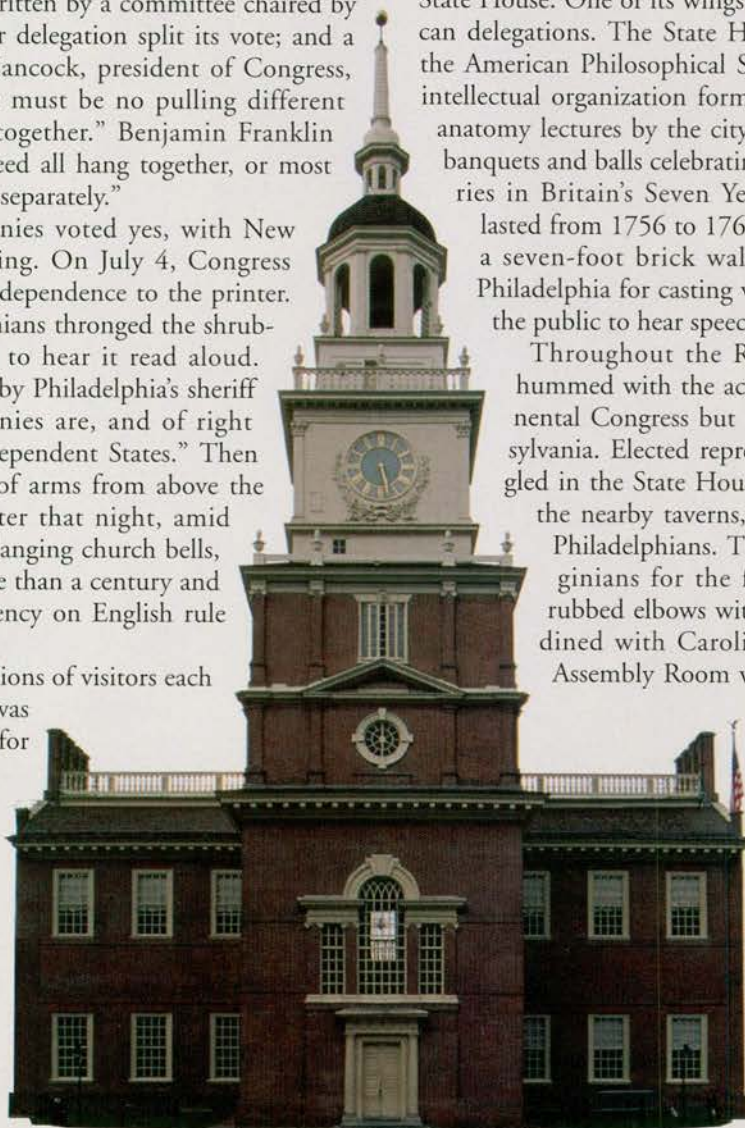 ritten by a committee chaired by
r delegation split its vote; and a
ancock, president of Congress,
must be no pulling different
together." Benjamin Franklin
eed all hang together, or most
separately."
nies voted yes, with New
ing. On July 4, Congress
dependence to the printer.
nians thronged the shrub-
to hear it read aloud.
by Philadelphia's sheriff
nies are, and of right
ependent States." Then
of arms from above the
ter that night, amid
anging church bells,
e than a century and
ency on English rule
ions of visitors each
was
for
State House. One of its wings
can delegations. The State H
the American Philosophical S
intellectual organization form
anatomy lectures by the city
banquets and balls celebratin
ries in Britain's Seven Ye
lasted from 1756 to 176
a seven-foot brick wal
Philadelphia for casting v
the public to hear speec
Throughout the R
hummed with the ac
nental Congress but
sylvania. Elected repre
gled in the State Hou
the nearby taverns,
Philadelphians. T
ginians for the f
rubbed elbows wit
dined with Caroli
Assembly Room w